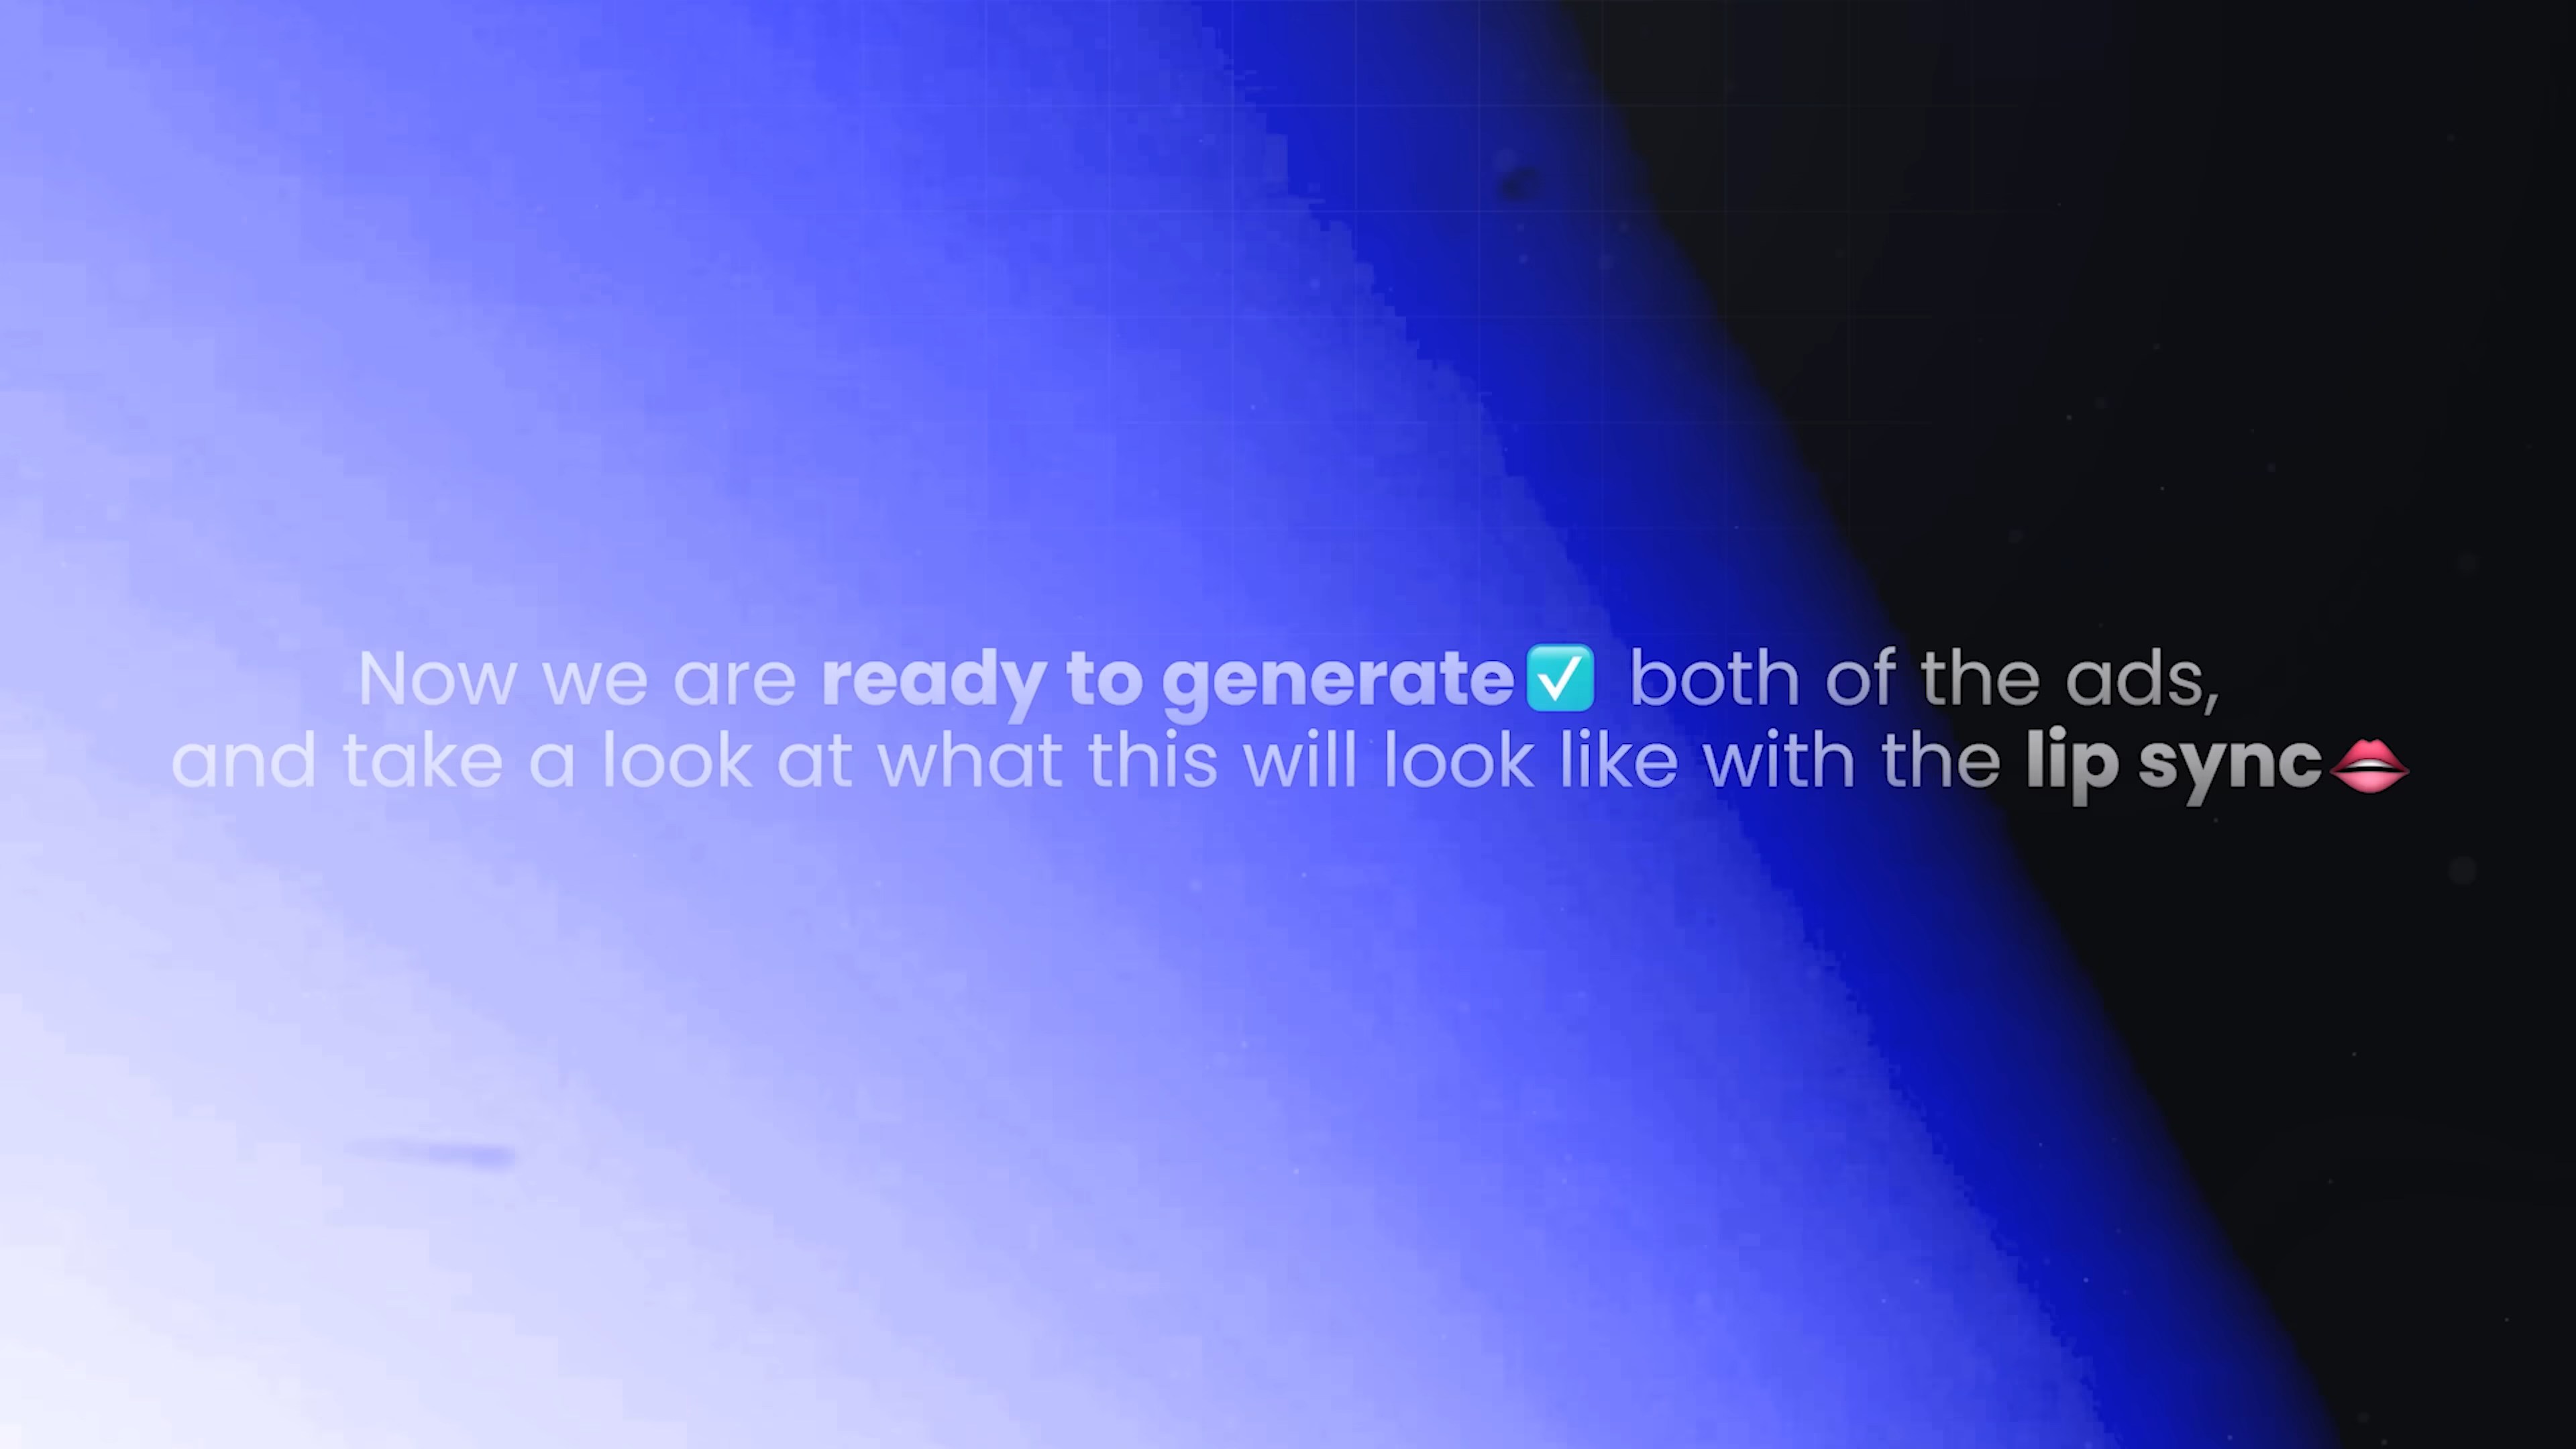 Now we are ready to generate✅ both of the ads,
and take a look at what this will look like with the lip sync👄